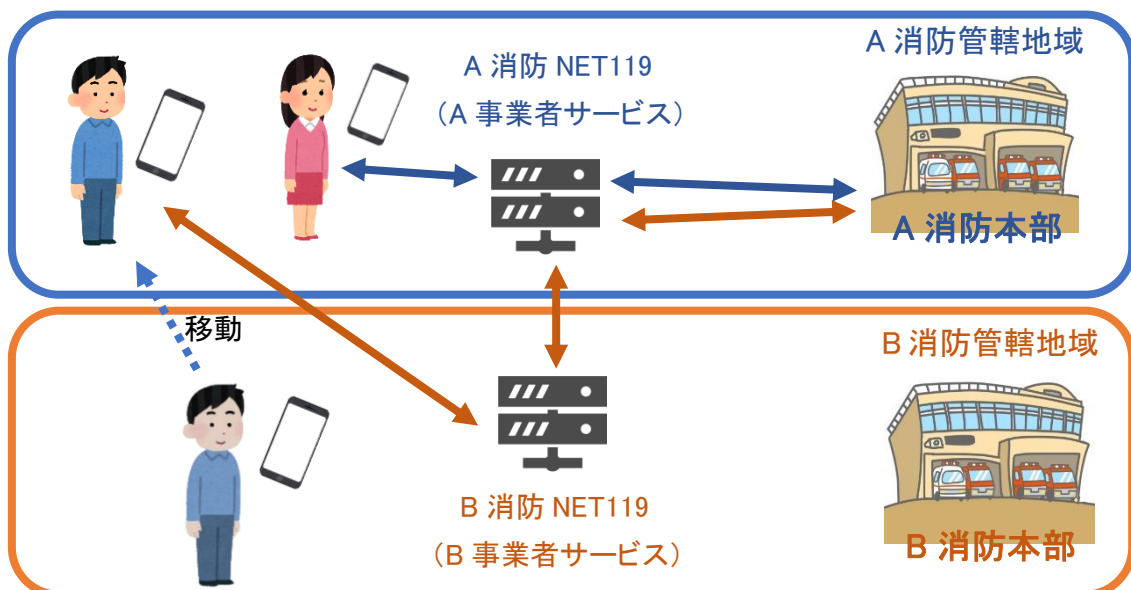 A 消防 NET119
(A 事業者サービス)
A 消防管轄地域
A 消防本部
移動
B 消防管轄地域
B 消防 NET119
(B 事業者サービス)
B 消防本部